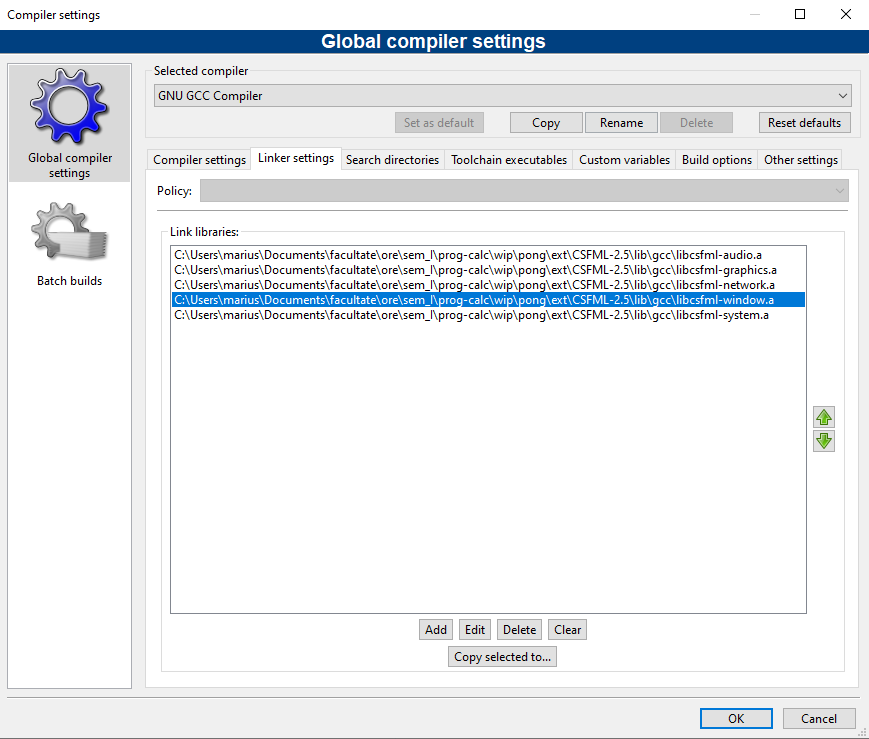 Compiler settings
Global compiler settings
Global compiler
settings
Batch builds
Selected compiler
GNU GCC Compiler
Set as default Copy Rename Delete Reset defaults
Compiler settings Linker settings Search directories Toolchain executables Custom variables Build options Other settings
Policy:
Link libraries:
C:\Users\marius\Documents\facultate\ore\sem_I\prog-calc\wip\pong\ext\CSFML-2.5\lib\gcc\libcsfml-audio.a
C:\Users\marius\Documents\facultate\ore\sem_I\prog-calc\wip\pong\ext\CSFML-2.5\lib\gcc\libcsfml-graphics.a
C:\Users\marius\Documents\facultate\ore\sem_I\prog-calc\wip\pong\ext\CSFML-2.5\lib\gcc\libcsfml-network.a
C:\Users\marius\Documents\facultate\ore\sem_I\prog-calc\wip\pong\ext\CSFML-2.5\lib\gcc\libcsfml-window.a
C:\Users\marius\Documents\facultate\ore\sem_I\prog-calc\wip\pong\ext\CSFML-2.5\lib\gcc\libcsfml-system.a
Add Edit Delete Clear
Copy selected to...
OK Cancel